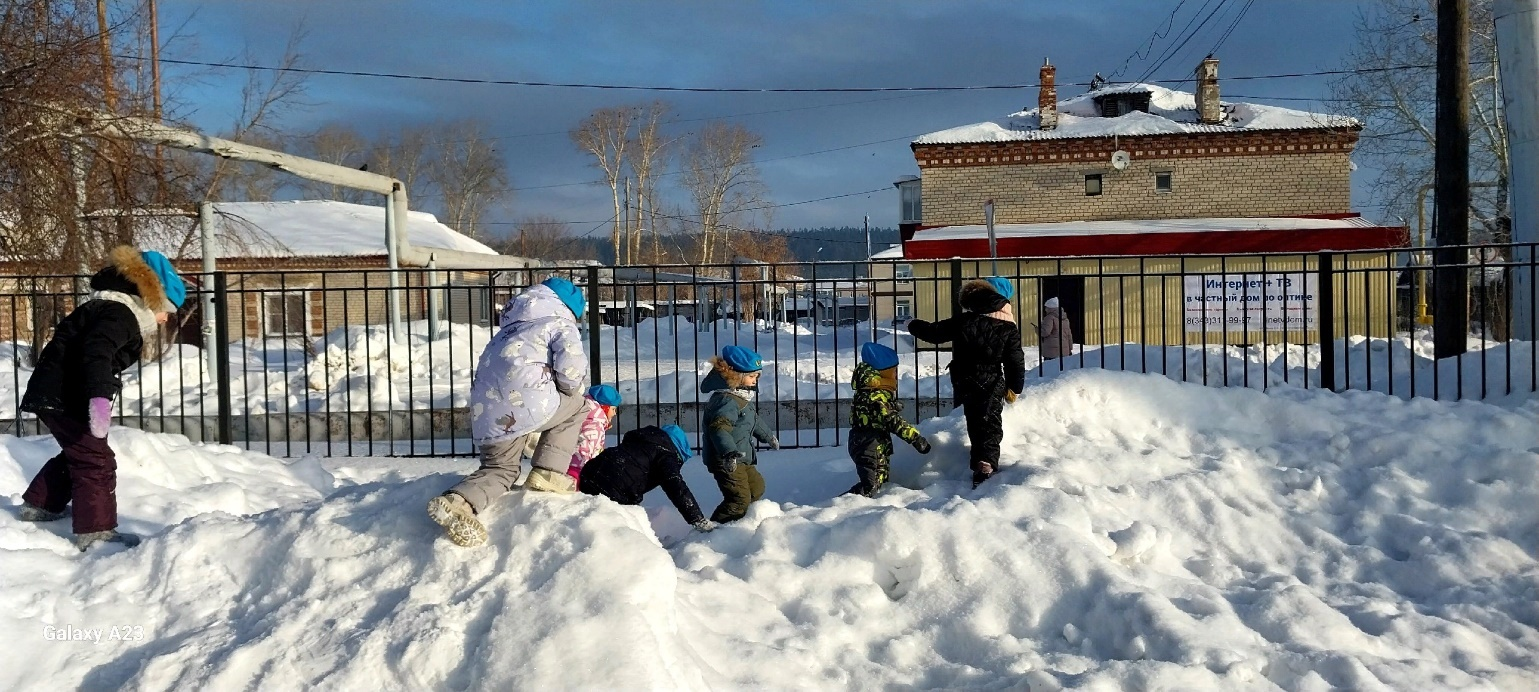 Интернет + ТВ
в частный дом по оптике
Galaxy A23